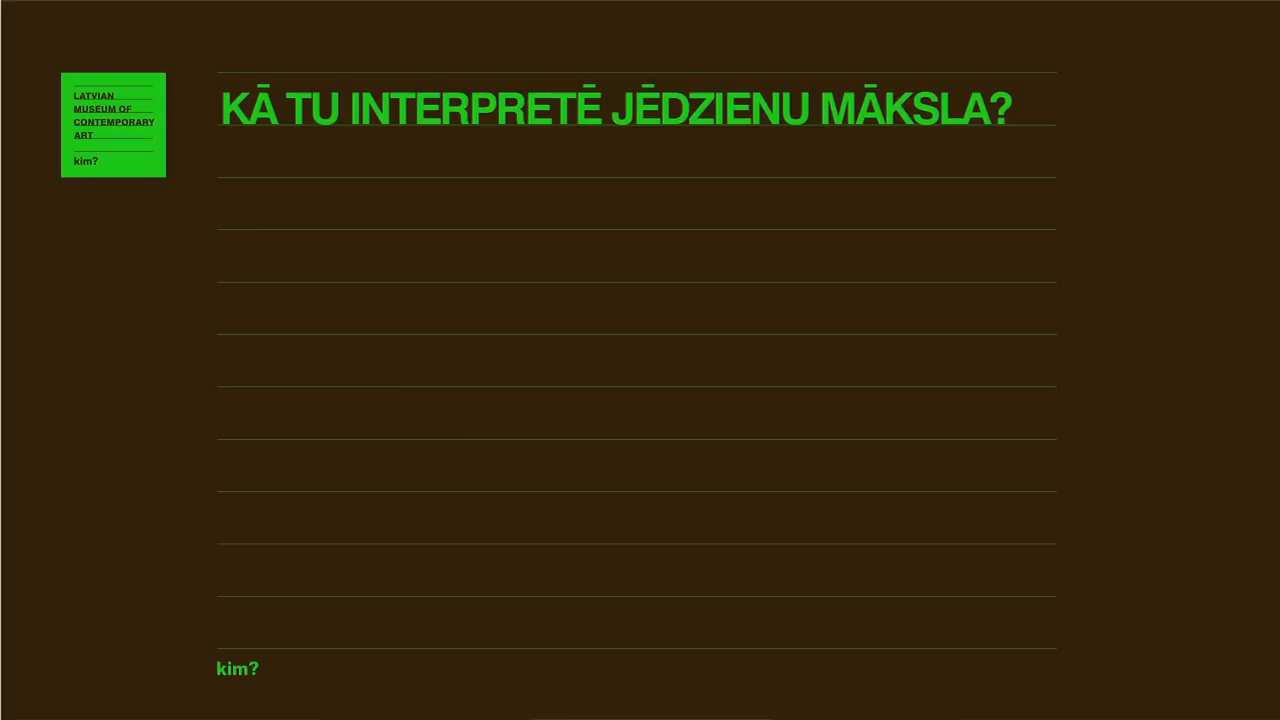 LATVIAN
MUSEUM OF
CONTEMPORARY
ART
kim?
KĀ TU INTERPRETĒ JĒDZIENU MĀKSLA?
kim?